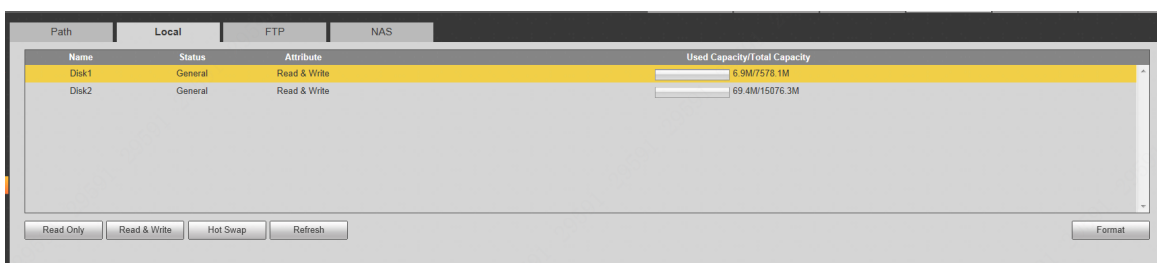 Path Local FTP NAS
Name Status Attribute Used Capacity/Total Capacity
Disk1 General Read & Write 6.9M/7578.1M
Disk2 General Read & Write 69.4M/15076.3M
Read Only Read & Write Hot Swap Refresh Format